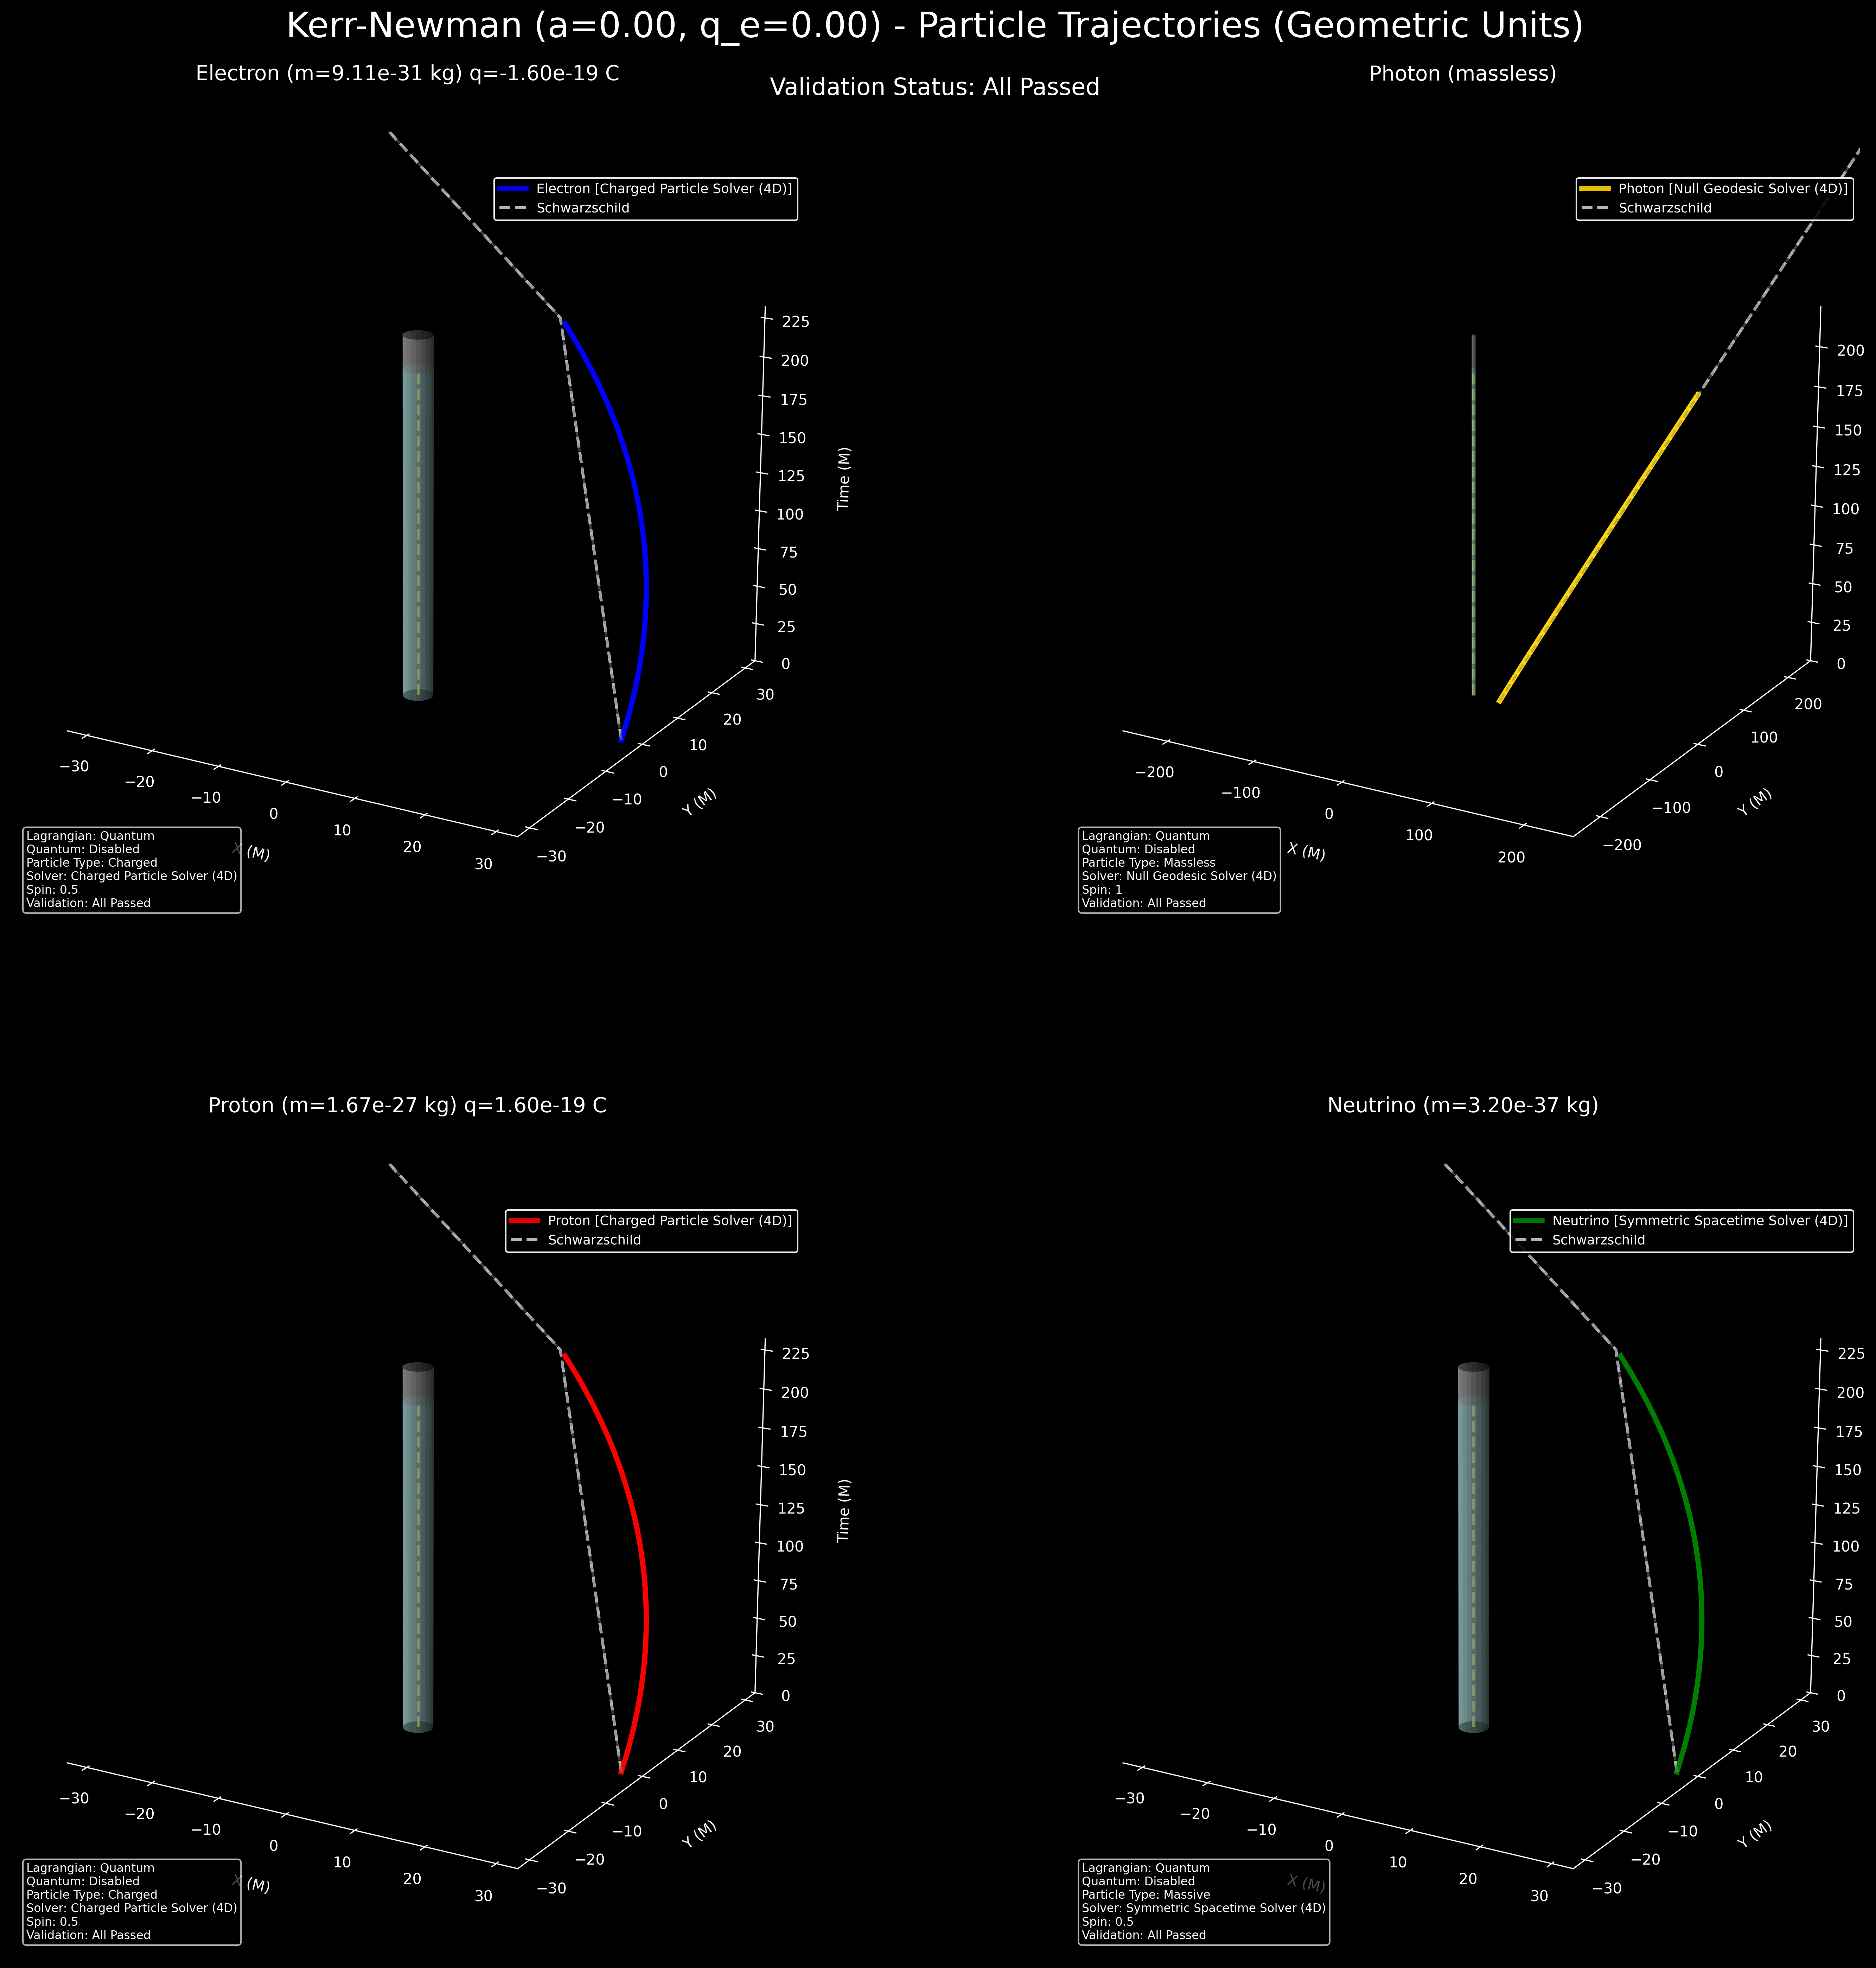 Kerr-Newman (a=0.00, q_e=0.00) - Particle Trajectories (Geometric Units)
Validation Status: All Passed
Electron (m=9.11e-31 kg) q=-1.60e-19 C
Electron [Charged Particle Solver (4D)]
Schwarzschild
225
200
175
150
125
100
75
50
25
0
Time (M)
30
20
10
0
−10
−20
−30
Y (M)
−30
−20
−10
0
10
20
30
X (M)
Lagrangian: Quantum
Quantum: Disabled
Particle Type: Charged
Solver: Charged Particle Solver (4D)
Spin: 0.5
Validation: All Passed
Photon (massless)
Photon [Null Geodesic Solver (4D)]
Schwarzschild
200
175
150
125
100
75
50
25
0
200
100
0
−100
−200
Y (M)
−200
−100
0
100
200
X (M)
Lagrangian: Quantum
Quantum: Disabled
Particle Type: Massless
Solver: Null Geodesic Solver (4D)
Spin: 1
Validation: All Passed
Proton (m=1.67e-27 kg) q=1.60e-19 C
Proton [Charged Particle Solver (4D)]
Schwarzschild
225
200
175
150
125
100
75
50
25
0
Time (M)
30
20
10
0
−10
−20
−30
Y (M)
−30
−20
−10
0
10
20
30
X (M)
Lagrangian: Quantum
Quantum: Disabled
Particle Type: Charged
Solver: Charged Particle Solver (4D)
Spin: 0.5
Validation: All Passed
Neutrino (m=3.20e-37 kg)
Neutrino [Symmetric Spacetime Solver (4D)]
Schwarzschild
225
200
175
150
125
100
75
50
25
0
30
20
10
0
−10
−20
−30
Y (M)
−30
−20
−10
0
10
20
30
X (M)
Lagrangian: Quantum
Quantum: Disabled
Particle Type: Massive
Solver: Symmetric Spacetime Solver (4D)
Spin: 0.5
Validation: All Passed